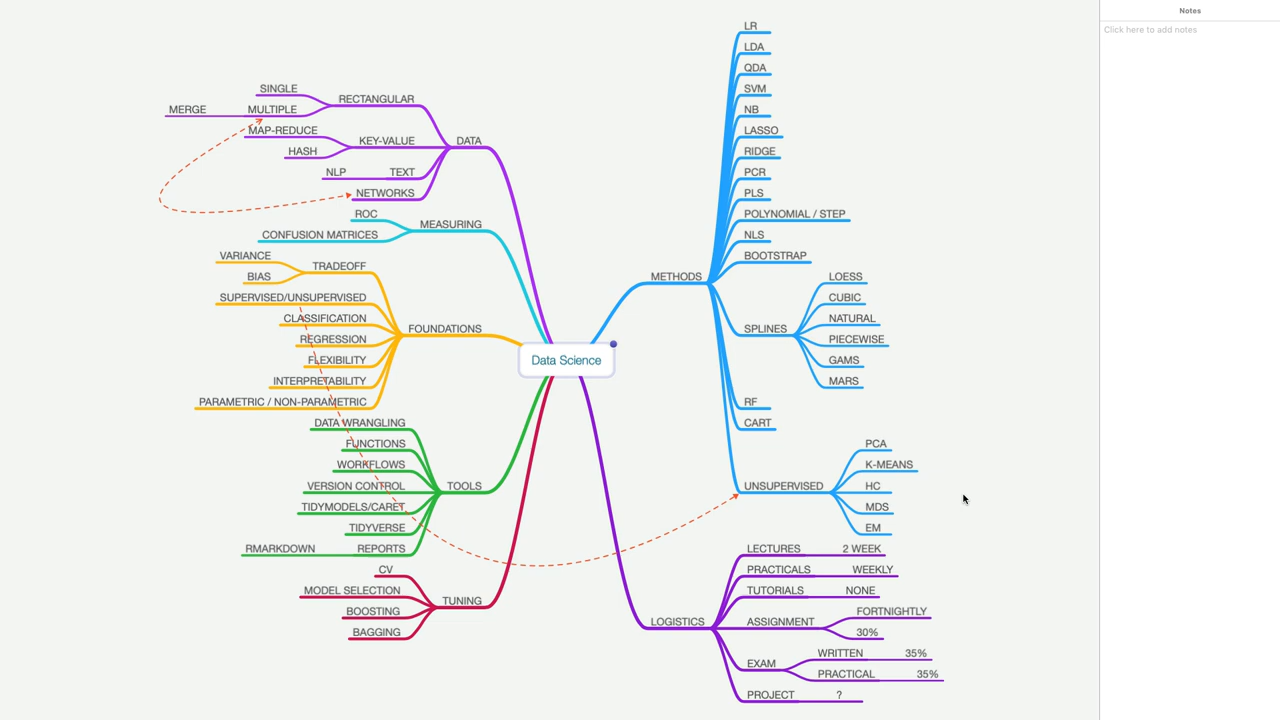 Notes
Click here to add notes
Data Science
DATA
RECTANGULAR
SINGLE
MULTIPLE
MERGE
KEY-VALUE
MAP-REDUCE
HASH
TEXT
NLP
NETWORKS
MEASURING
ROC
CONFUSION MATRICES
FOUNDATIONS
TRADEOFF
VARIANCE
BIAS
SUPERVISED/UNSUPERVISED
CLASSIFICATION
REGRESSION
FLEXIBILITY
INTERPRETABILITY
PARAMETRIC / NON-PARAMETRIC
TOOLS
DATA WRANGLING
FUNCTIONS
WORKFLOWS
VERSION CONTROL
TIDYMODELS/CARET
TIDYVERSE
REPORTS
RMARKDOWN
TUNING
CV
MODEL SELECTION
BOOSTING
BAGGING
METHODS
LR
LDA
QDA
SVM
NB
LASSO
RIDGE
PCR
PLS
POLYNOMIAL / STEP
NLS
BOOTSTRAP
SPLINES
LOESS
CUBIC
NATURAL
PIECEWISE
GAMS
MARS
RF
CART
UNSUPERVISED
PCA
K-MEANS
HC
MDS
EM
LOGISTICS
LECTURES
2 WEEK
PRACTICALS
WEEKLY
TUTORIALS
NONE
ASSIGNMENT
FORTNIGHTLY
30%
EXAM
WRITTEN
35%
PRACTICAL
35%
PROJECT
?